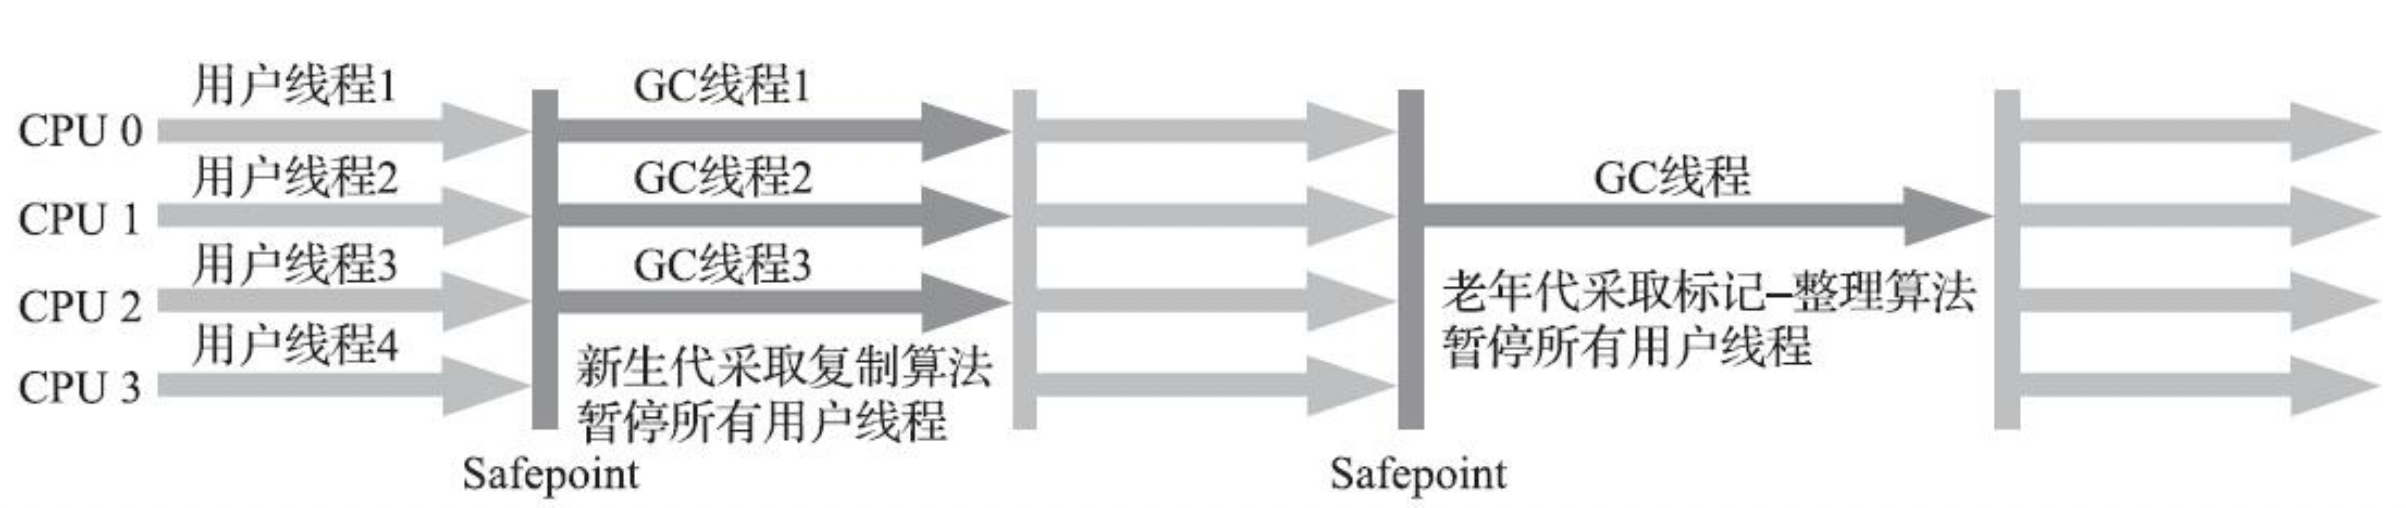 用户线程1
GC线程1
CPU 0
用户线程2
GC线程2
GC线程
CPU 1
用户线程3
GC线程3
CPU 2
老年代采取标记–整理算法
暂停所有用户线程
用户线程4
新生代采取复制算法
暂停所有用户线程
CPU 3
Safepoint
Safepoint